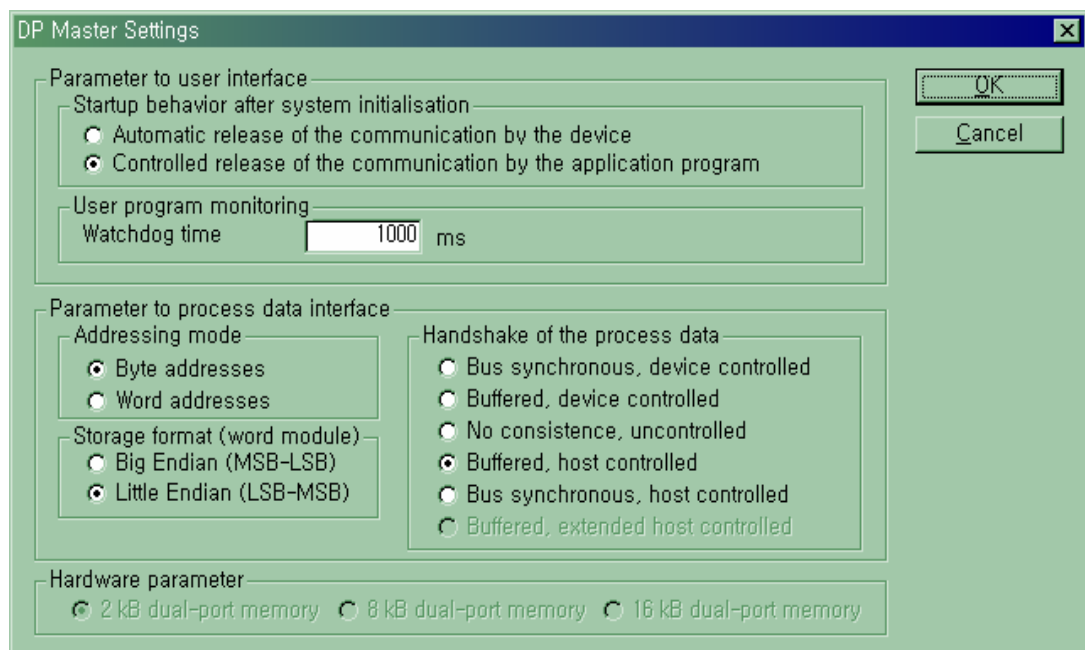 DP Master Settings
Parameter to user interface
Startup behavior after system initialisation
Automatic release of the communication by the device
Controlled release of the communication by the application program
User program monitoring
Watchdog time 1000 ms
OK
Cancel
Parameter to process data interface
Addressing mode
Byte addresses
Word addresses
Storage format (word module)
Big Endian (MSB-LSB)
Little Endian (LSB-MSB)
Handshake of the process data
Bus synchronous, device controlled
Buffered, device controlled
No consistence, uncontrolled
Buffered, host controlled
Bus synchronous, host controlled
Buffered, extended host controlled
Hardware parameter
2 kB dual-port memory 8 kB dual-port memory 16 kB dual-port memory